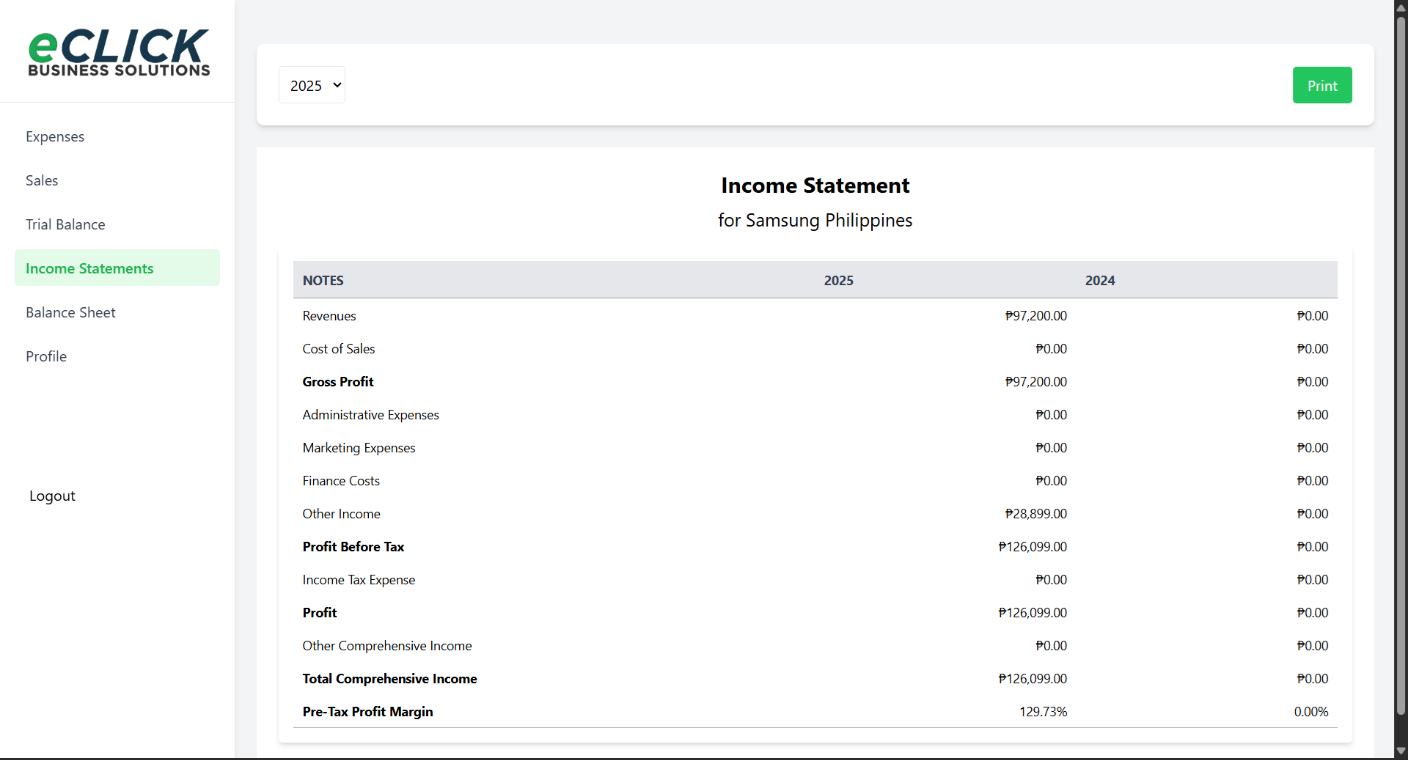 eCLICK
BUSINESS SOLUTIONS
Expenses
Sales
Trial Balance
Income Statements
Balance Sheet
Profile
Logout
2025 Print
Income Statement
for Samsung Philippines
NOTES 2025 2024
Revenues ₱97,200.00 ₱0.00
Cost of Sales ₱0.00 ₱0.00
Gross Profit ₱97,200.00 ₱0.00
Administrative Expenses ₱0.00 ₱0.00
Marketing Expenses ₱0.00 ₱0.00
Finance Costs ₱0.00 ₱0.00
Other Income ₱28,899.00 ₱0.00
Profit Before Tax ₱126,099.00 ₱0.00
Income Tax Expense ₱0.00 ₱0.00
Profit ₱126,099.00 ₱0.00
Other Comprehensive Income ₱0.00 ₱0.00
Total Comprehensive Income ₱126,099.00 ₱0.00
Pre-Tax Profit Margin 129.73% 0.00%